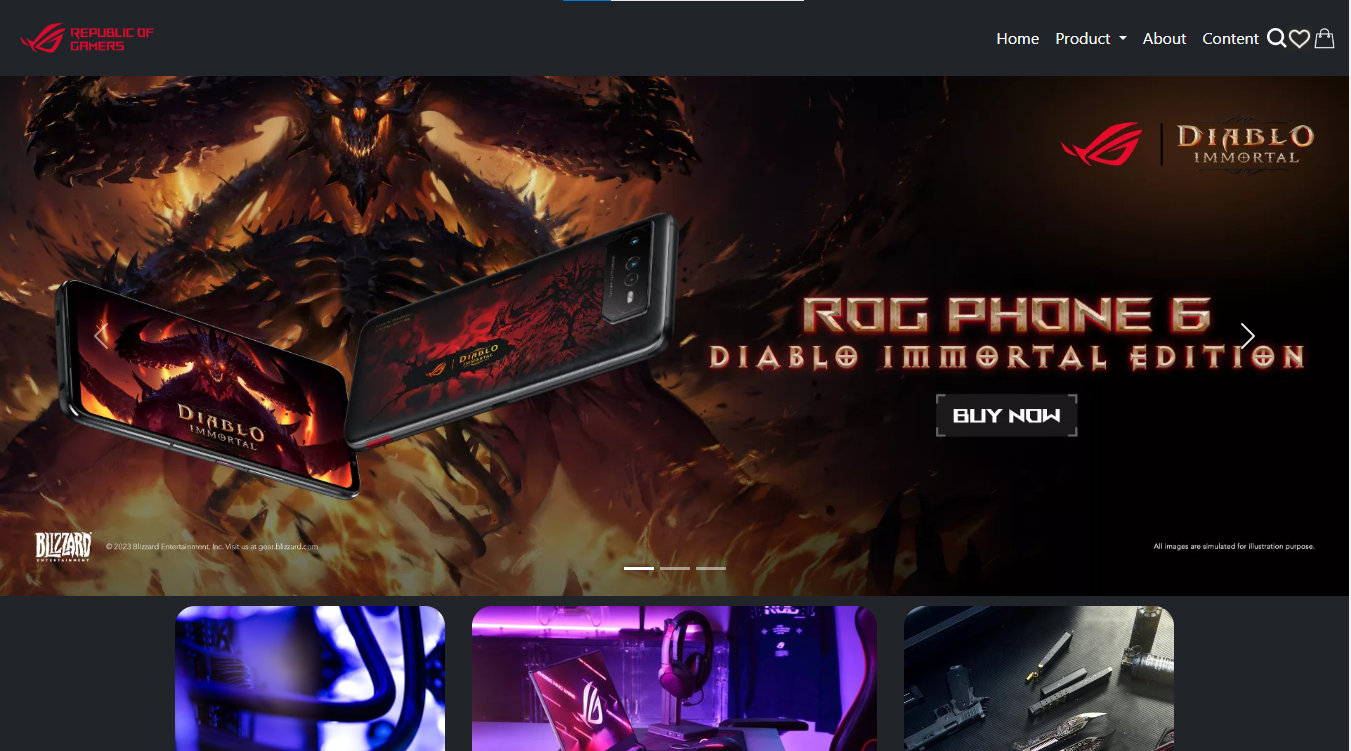 REPUBLIC OF
GAMERS
Home Product About Content
DIABLO
IMMORTAL
ROG PHONE 6
DIABLO IMMORTAL EDITION
BUY NOW
DIABLO
IMMORTAL
DIABLO
IMMORTAL
BLIZZARD
ENTERTAINMENT
© 2023 Blizzard Entertainment, Inc. Visit us at gear.blizzard.com
All images are simulated for illustration purpose.